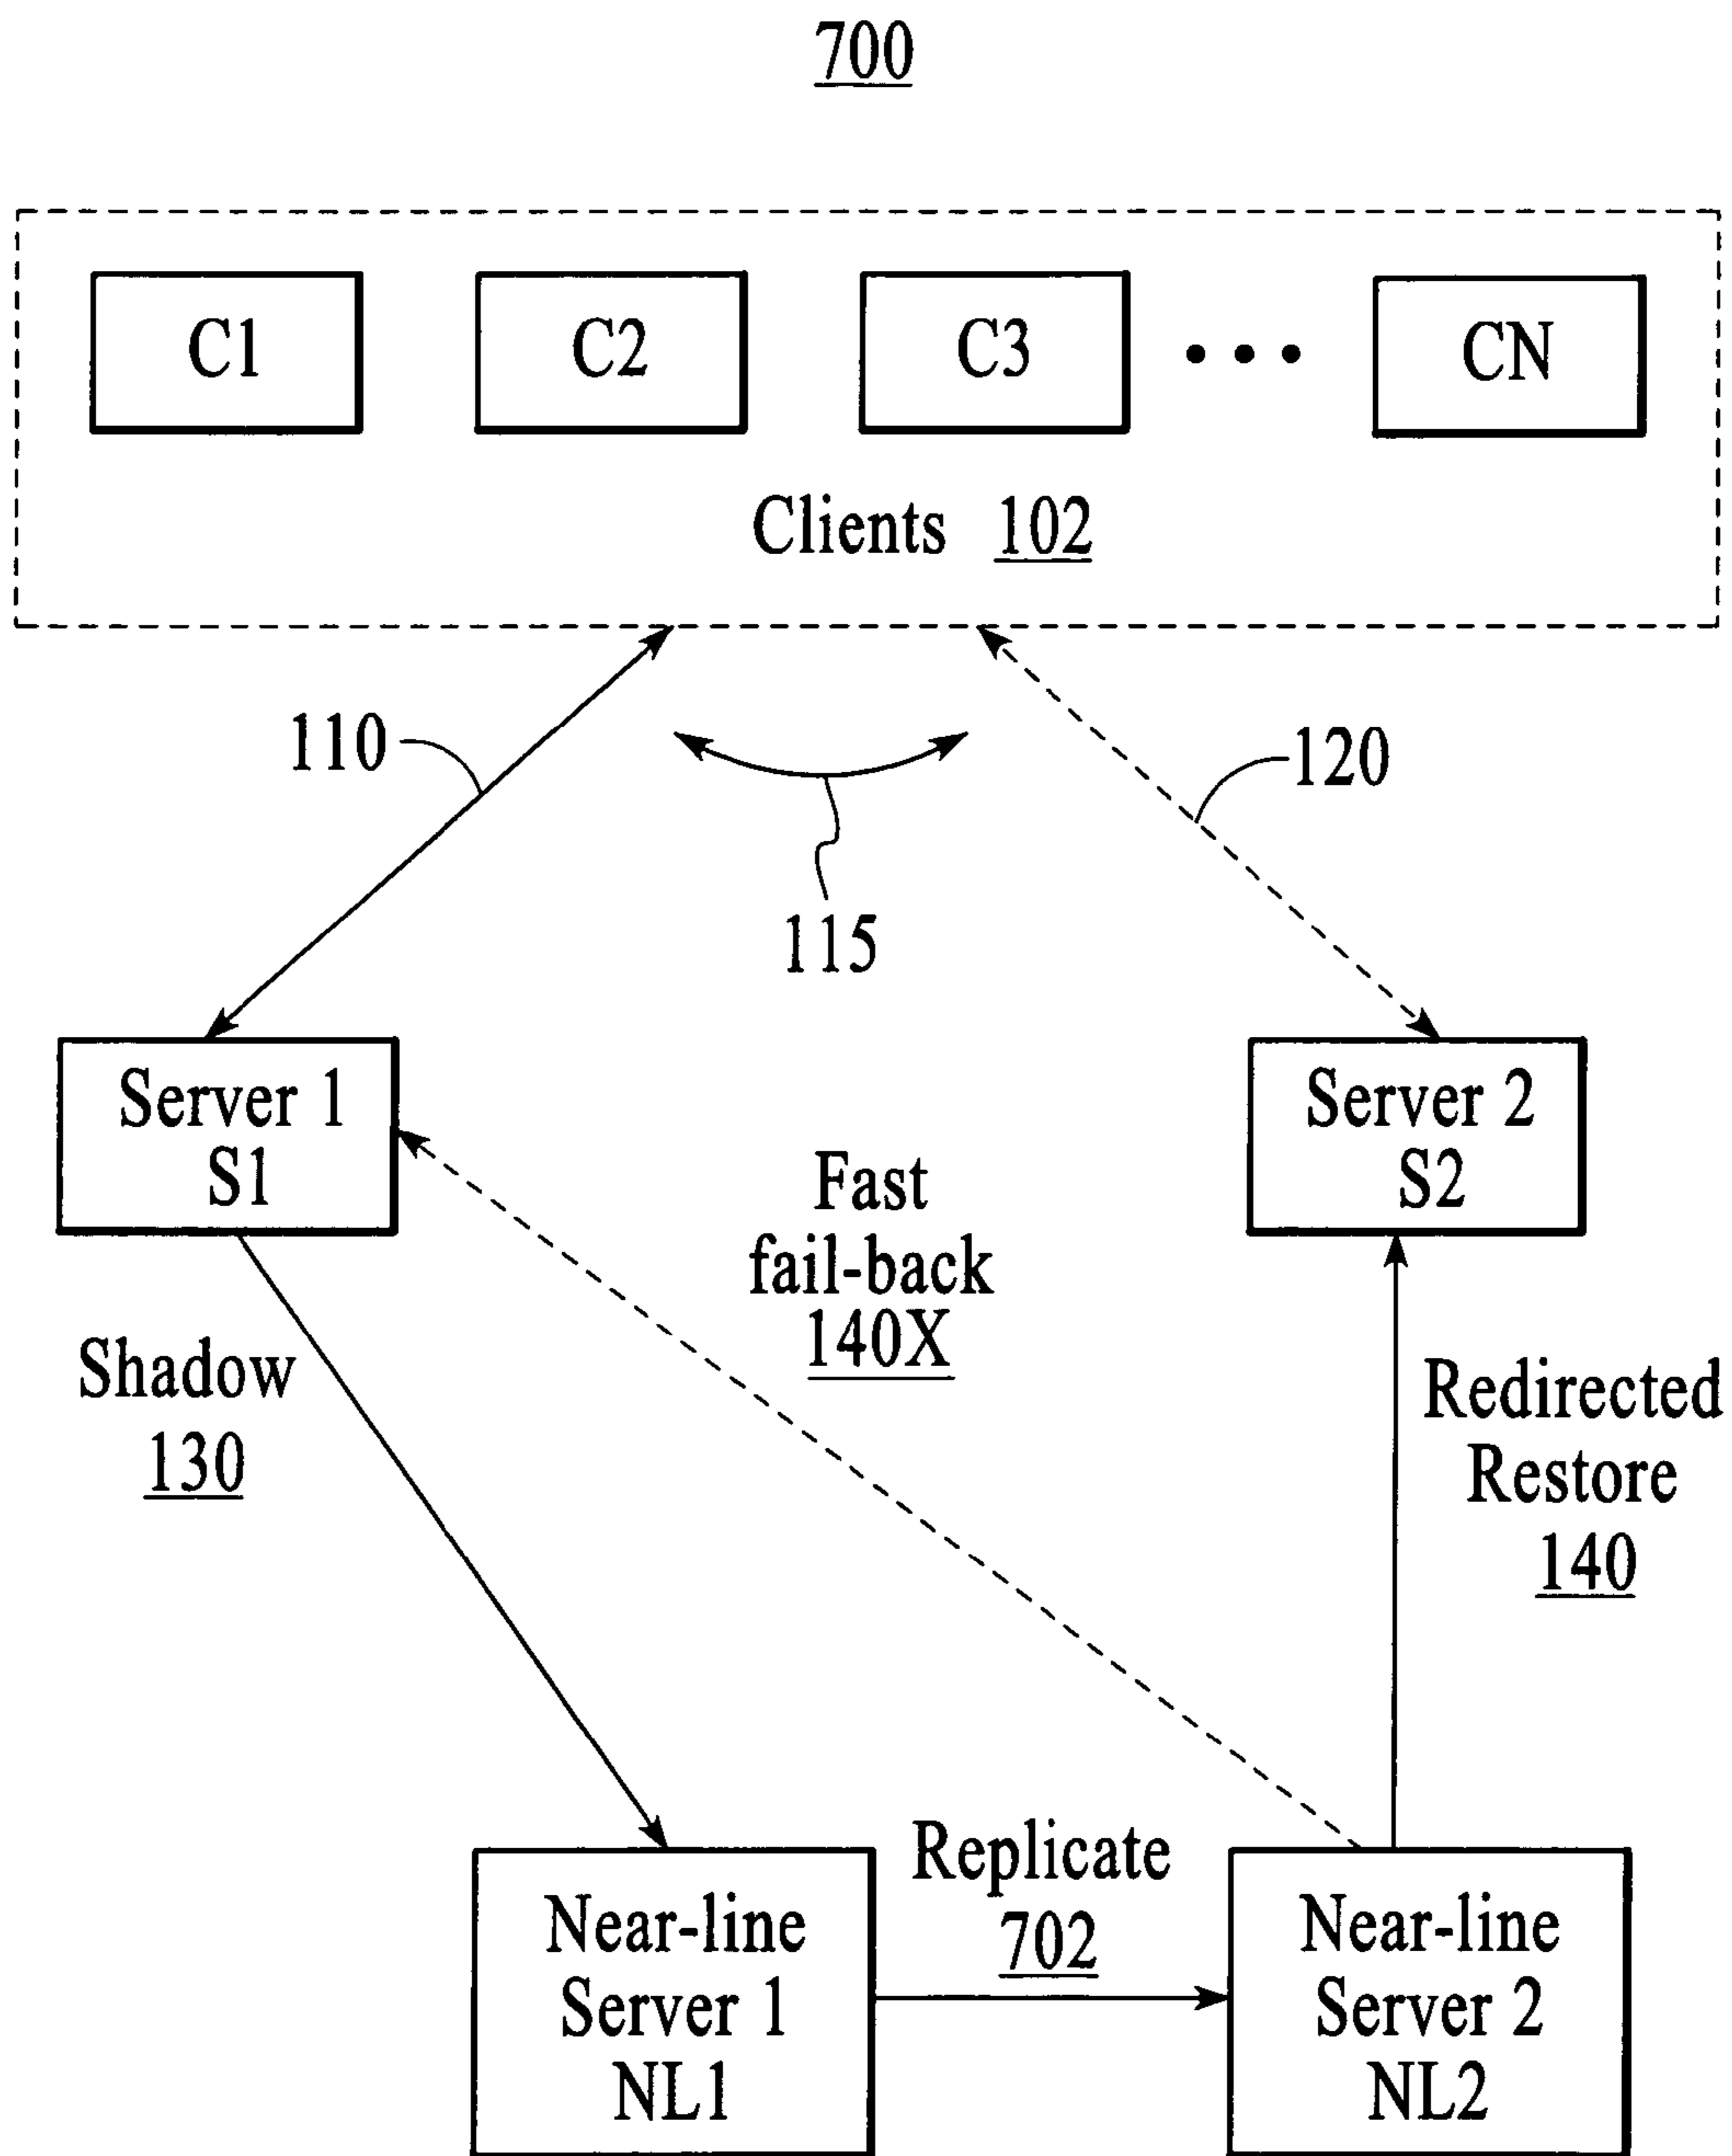 700
C1 C2 C3 ••• CN
Clients 102
110
120
115
Server 1
S1
Server 2
S2
Fast
fail-back
140X
Shadow
130
Redirected
Restore
140
Replicate
702
Near-line
Server 1
NL1
Near-line
Server 2
NL2